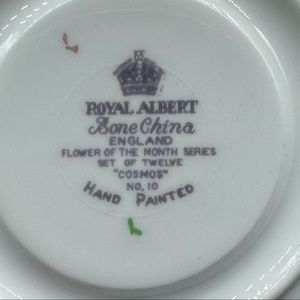 ROYAL ALBERT
Bone China
ENGLAND
FLOWER OF THE MONTH SERIES
SET OF TWELVE
"COSMOS"
NO. 10
HAND PAINTED